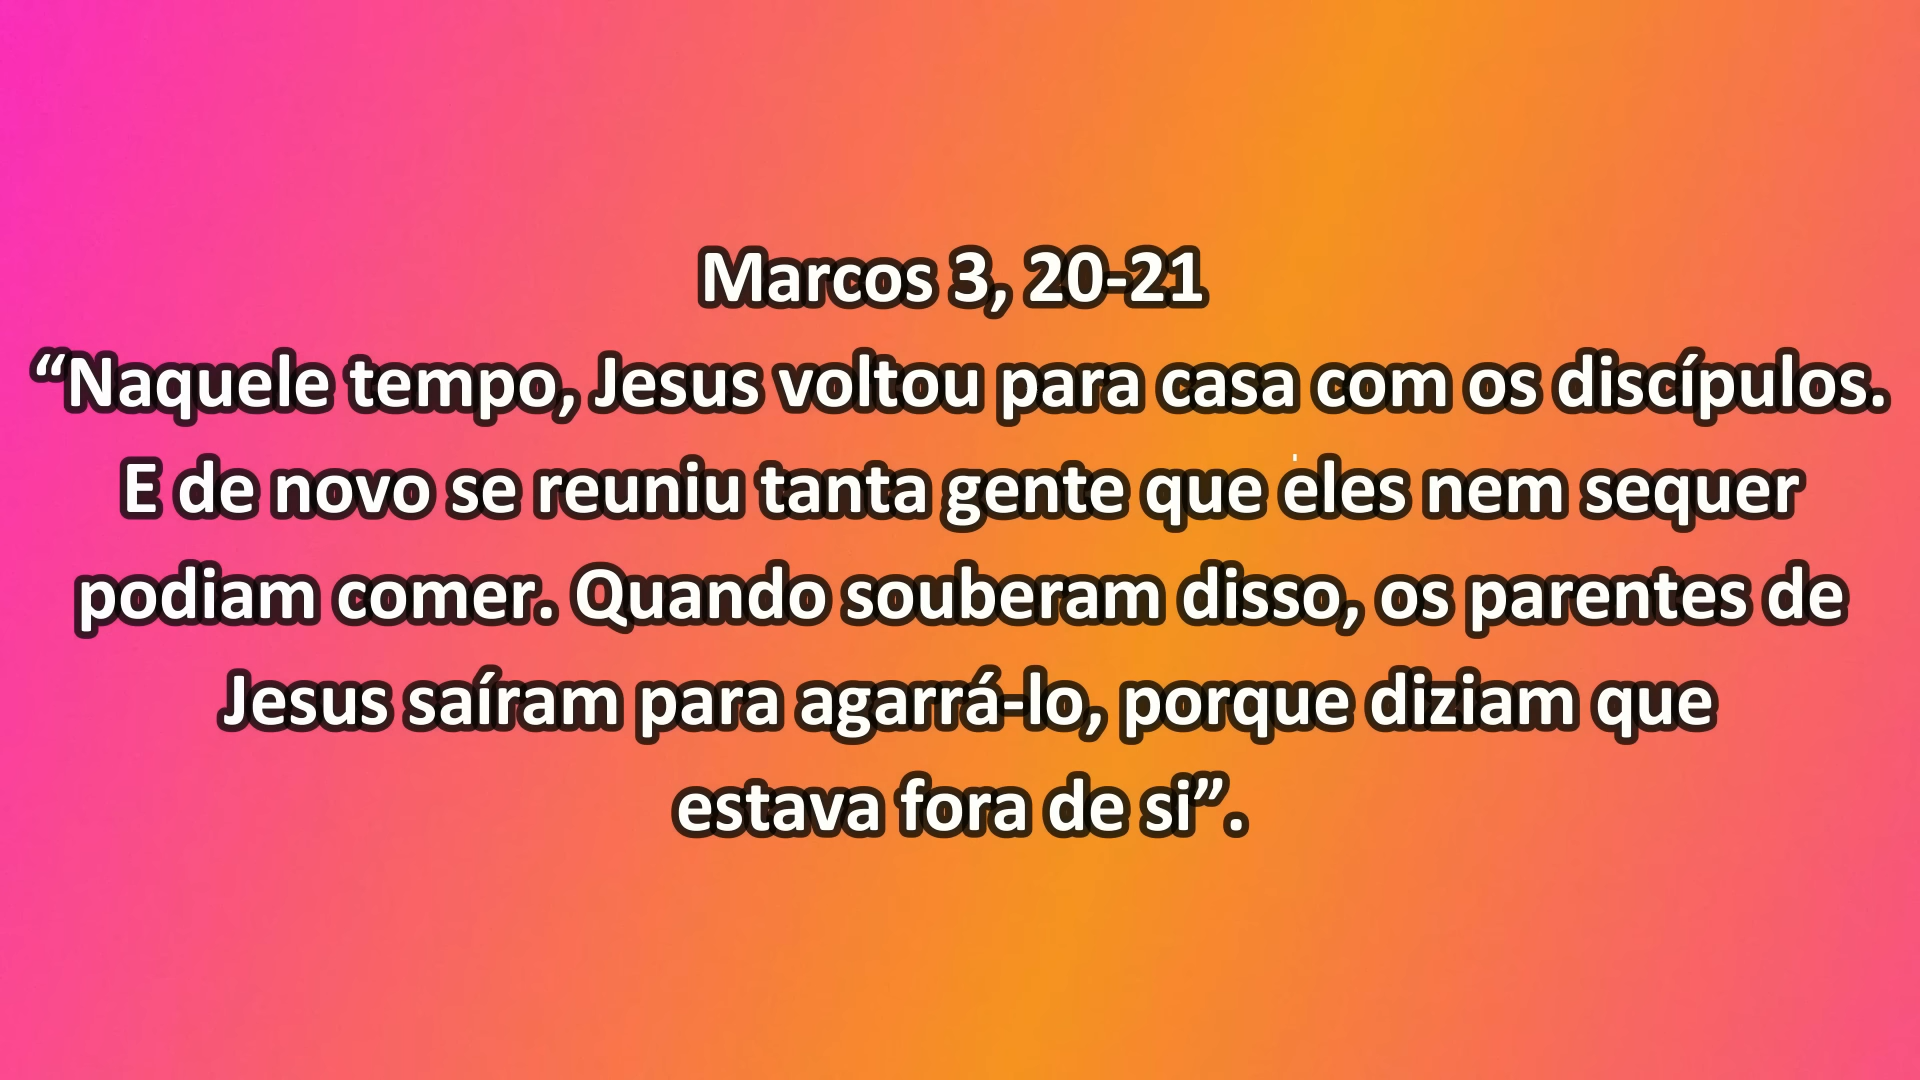 Marcos 3, 20-21
“Naquele tempo, Jesus voltou para casa com os discípulos.
E de novo se reuniu tanta gente que eles nem sequer
podiam comer. Quando souberam disso, os parentes de
Jesus saíram para agarrá-lo, porque diziam que
estava fora de si”.